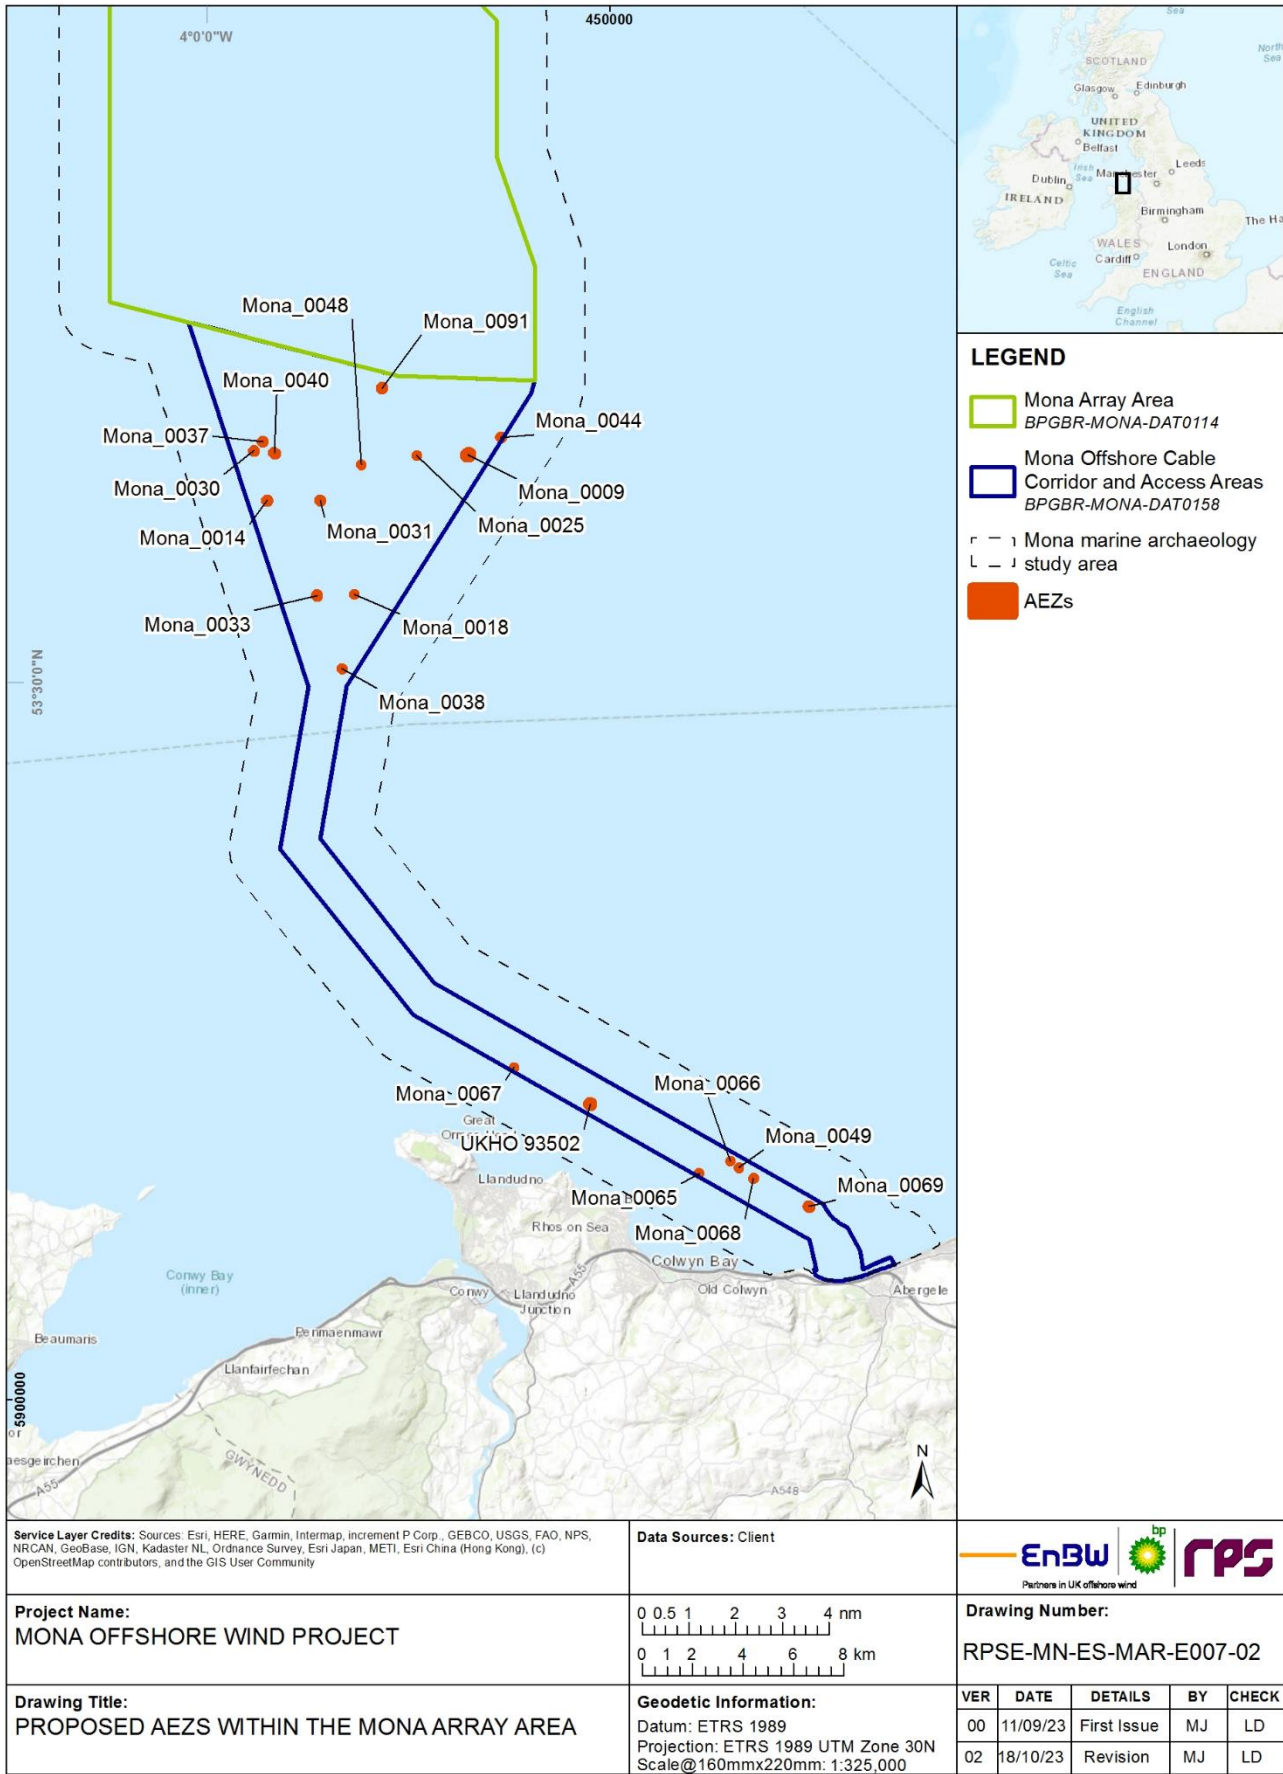 4°0'0"W
450000
53°30'0"N
5900000
Mona_0048
Mona_0091
Mona_0040
Mona_0037
Mona_0044
Mona_0030
Mona_0009
Mona_0014
Mona_0031
Mona_0025
Mona_0033
Mona_0018
Mona_0038
Mona_0067
Mona_0066
UKHO 93502
Mona_0049
Mona_0065
Mona_0069
Mona_0068
Great
Llandudno
Rhos on Sea
Colwyn Bay
Old Colwyn
Abergele
Conwy Bay
(inner)
Conwy
Llandudno
Junction
A55
Beaumaris
Penmaenmawr
Llanfairfechan
GWYNEDD
A55
A548
N
Sea
North
Sea
SCOTLAND
Glasgow
Edinburgh
UNITED
KINGDOM
Belfast
Irish
Sea
Leeds
Dublin
Manchester
IRELAND
Birmingham
The Ha
WALES
London
Cardiff
Celtic
Sea
ENGLAND
English
Channel
LEGEND
Mona Array Area
BPGBR-MONA-DAT0114
Mona Offshore Cable
Corridor and Access Areas
BPGBR-MONA-DAT0158
Mona marine archaeology
study area
AEZs
Service Layer Credits: Sources: Esri, HERE, Garmin, Intermap, increment P Corp., GEBCO, USGS, FAO, NPS,
NRCAN, GeoBase, IGN, Kadaster NL, Ordnance Survey, Esri Japan, METI, Esri China (Hong Kong), (c)
OpenStreetMap contributors, and the GIS User Community
Data Sources: Client
EnBW
bp
rps
Partners in UK offshore wind
Project Name:
MONA OFFSHORE WIND PROJECT
0 0.5 1 2 3 4 nm
0 1 2 4 6 8 km
Drawing Number:
RPSE-MN-ES-MAR-E007-02
Drawing Title:
PROPOSED AEZS WITHIN THE MONA ARRAY AREA
Geodetic Information:
Datum: ETRS 1989
Projection: ETRS 1989 UTM Zone 30N
Scale@160mmx220mm: 1:325,000
VER DATE DETAILS BY CHECK
00 11/09/23 First Issue MJ LD
02 18/10/23 Revision MJ LD